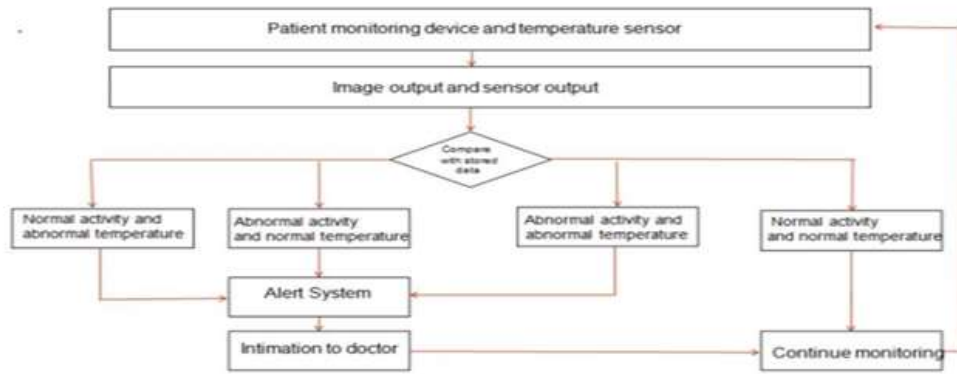 Patient monitoring device and temperature sensor
Image output and sensor output
Compare
with stored
data
Normal activity and
abnormal temperature
Abnormal activity
and normal temperature
Abnormal activity and
abnormal temperature
Normal activity
and normal temperature
Alert System
Intimation to doctor
Continue monitoring